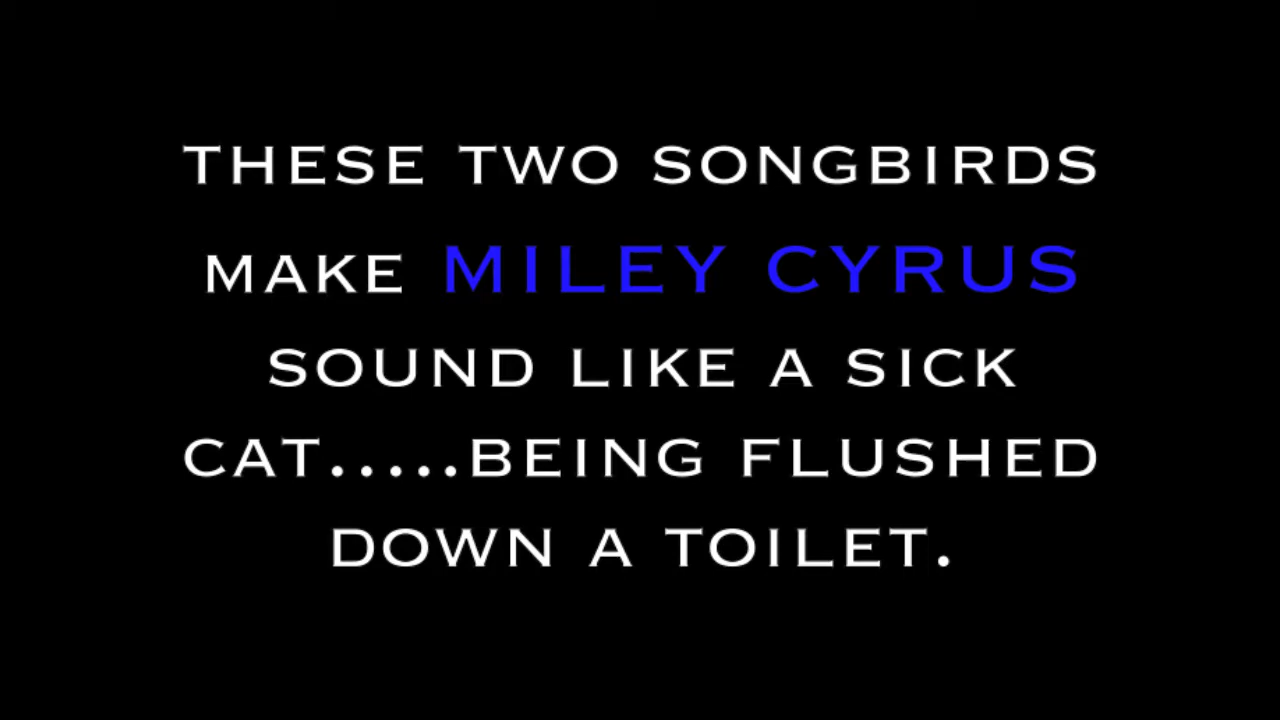 THESE TWO SONGBIRDS
MAKE MILEY CYRUS
SOUND LIKE A SICK
CAT.....BEING FLUSHED
DOWN A TOILET.